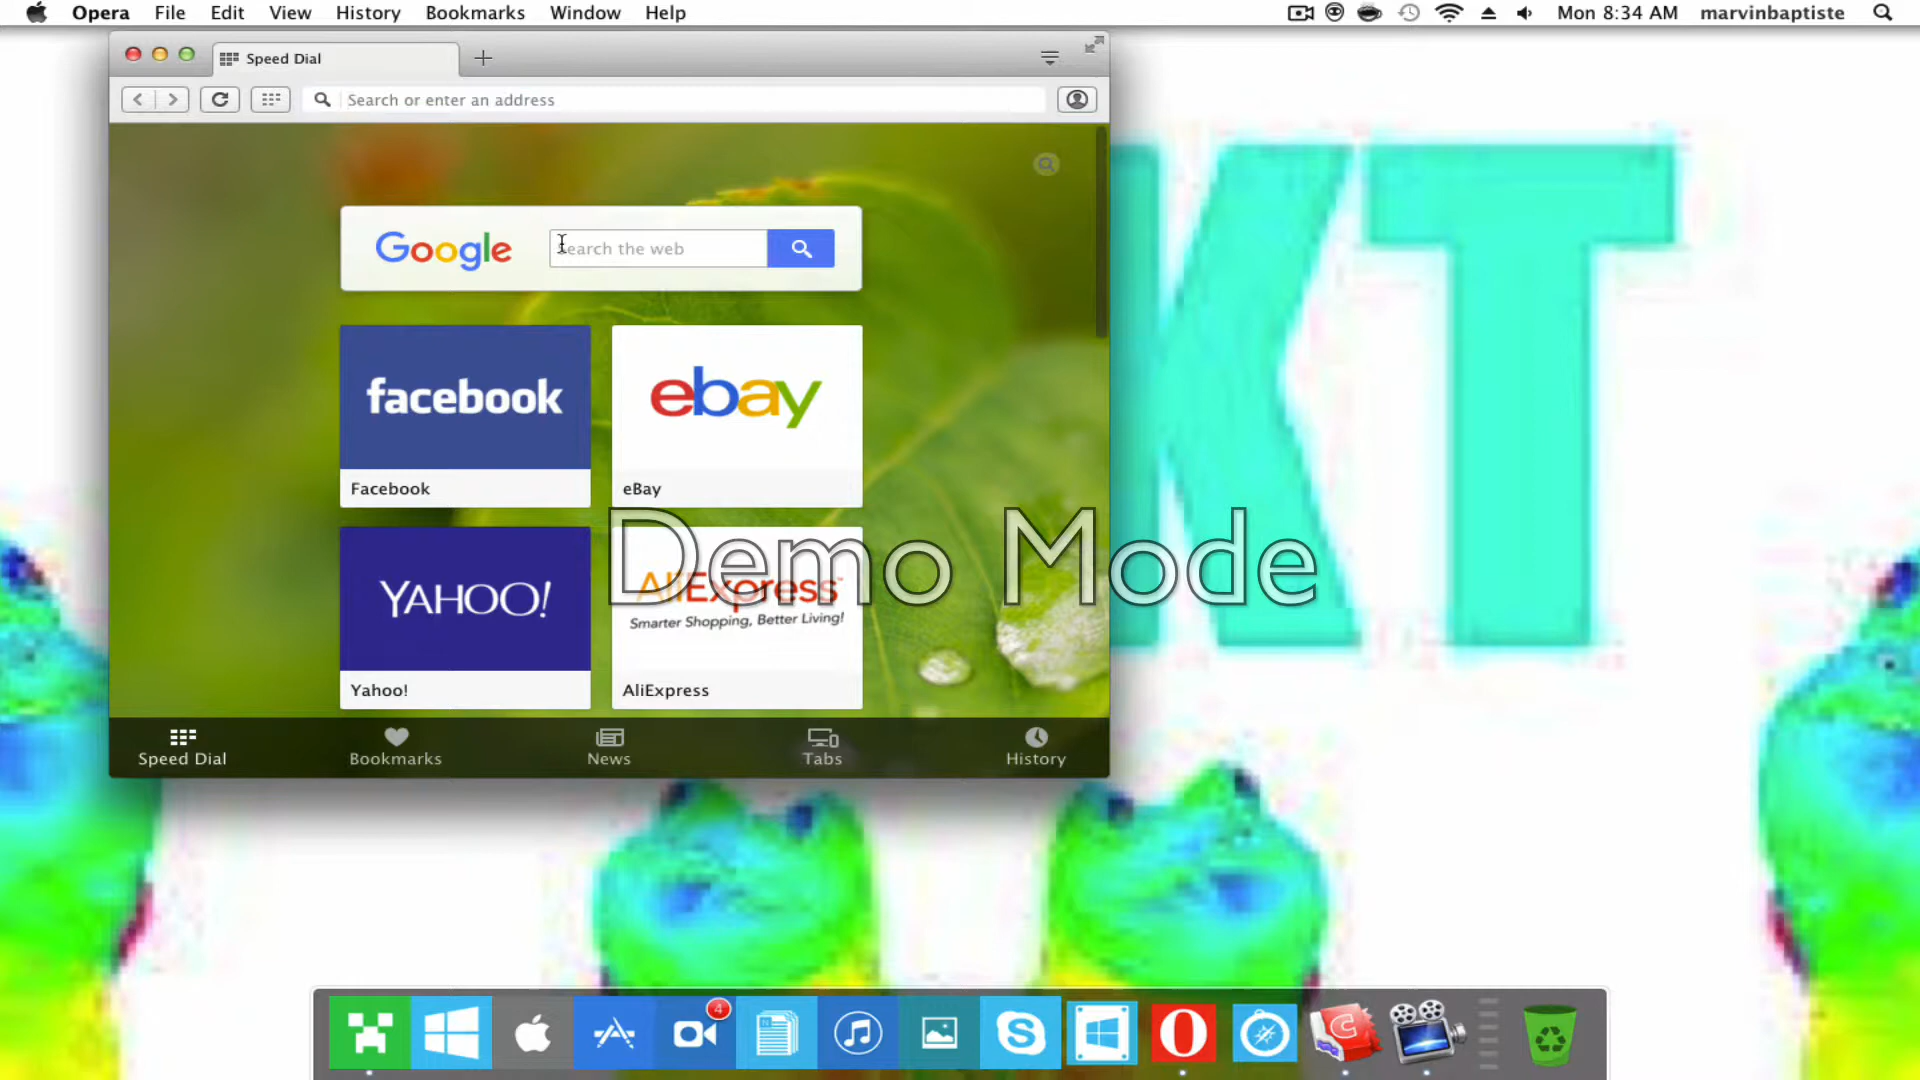 Opera File Edit View History Bookmarks Window Help Mon 8:34 AM marvinbaptiste
Speed Dial
Search or enter an address
KT
Google Search the web
facebook ebay
Facebook eBay
Demo Mode
YAHOO! AliExpress
Smarter Shopping, Better Living!
Yahoo! AliExpress
Speed Dial Bookmarks News Tabs History
4